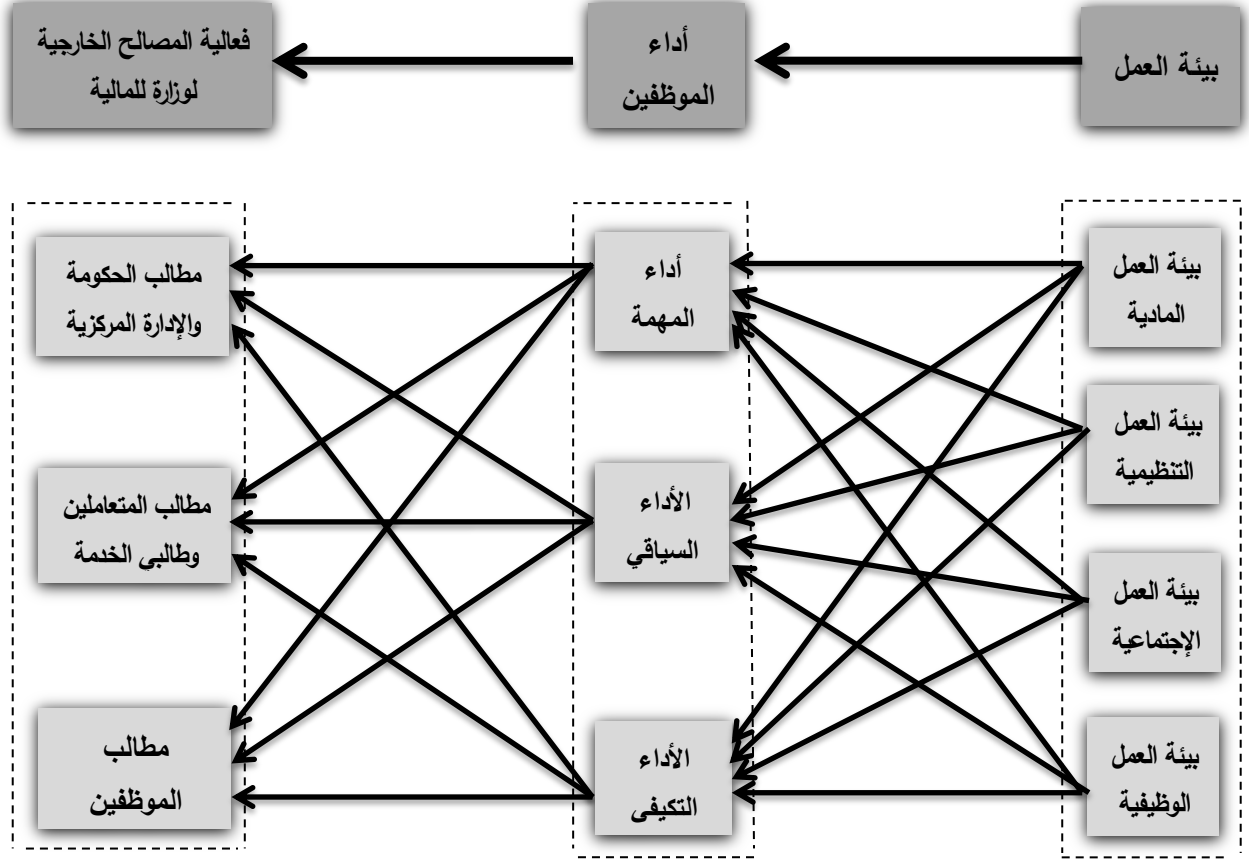 بيئة العمل
أداء
الموظفين
فعالية المصالح الخارجية
لوزارة للمالية
بيئة العمل
المادية
بيئة العمل
التنظيمية
بيئة العمل
الإجتماعية
بيئة العمل
الوظيفية
أداء
المهمة
الأداء
السياقي
الأداء
التكيفى
مطالب الحكومة
والإدارة المركزية
مطالب المتعاملين
وطالبي الخدمة
مطالب
الموظفين